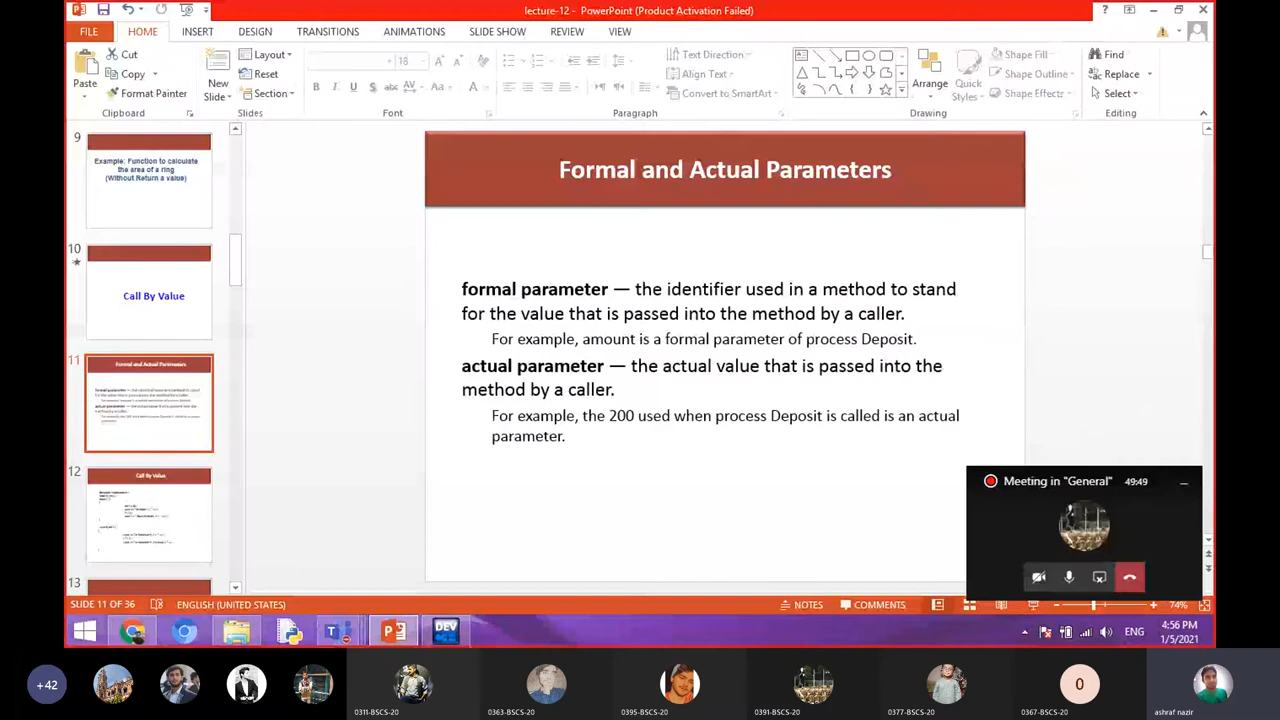 lecture-12 - PowerPoint (Product Activation Failed)
FILE HOME INSERT DESIGN TRANSITIONS ANIMATIONS SLIDE SHOW REVIEW VIEW
Paste
Cut
Copy
Format Painter
Clipboard
New Slide
Layout
Reset
Section
Slides
18
Font
Paragraph
Text Direction
Align Text
Convert to SmartArt
Arrange
Quick Styles
Shape Fill
Shape Outline
Shape Effects
Drawing
Find
Replace
Select
Editing
9
Example: Function to calculate
the area of a ring
(Without Return a value)
10
Call By Value
11
Formal and Actual Parameters
12
Call By Value
13
Formal and Actual Parameters
formal parameter — the identifier used in a method to stand
for the value that is passed into the method by a caller.
For example, amount is a formal parameter of process Deposit.
actual parameter — the actual value that is passed into the
method by a caller.
For example, the 200 used when process Deposit is called is an actual
parameter.
Meeting in "General" 49:49
SLIDE 11 OF 36 ENGLISH (UNITED STATES) NOTES COMMENTS 74%
DEV
ENG
4:56 PM
1/5/2021
+42
0
0311-BSCS-20 0363-BSCS-20 0395-BSCS-20 0391-BSCS-20 0377-BSCS-20 0367-BSCS-20 ashraf nazir